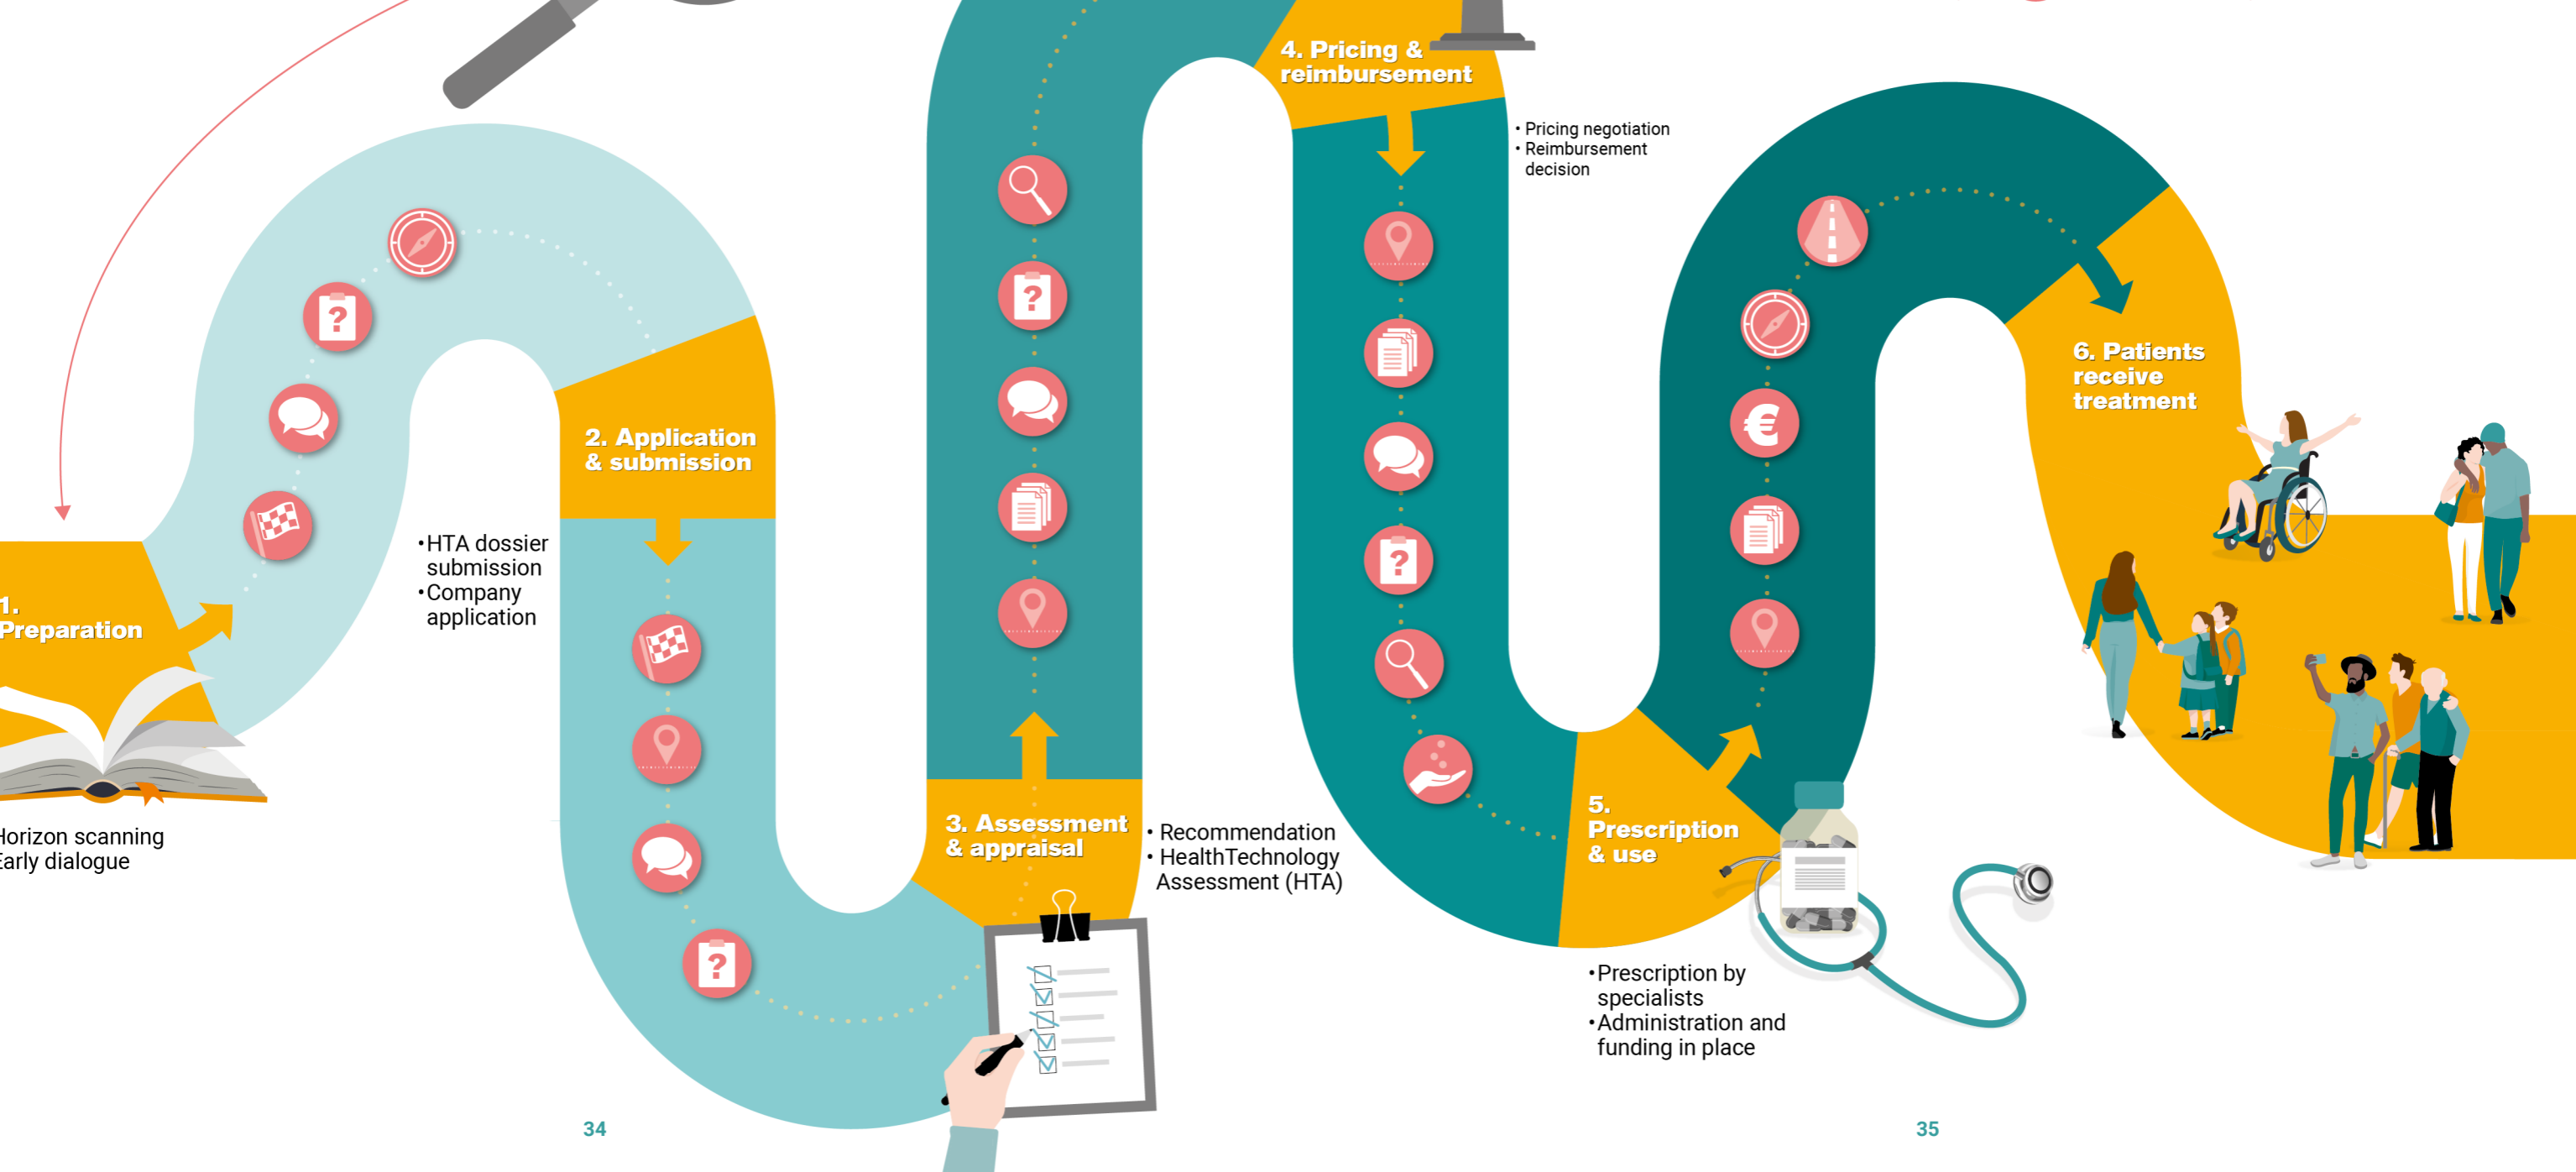 1.
Preparation
Horizon scanning
Early dialogue
2. Application
& submission
•HTA dossier
submission
•Company
application
3. Assessment
& appraisal
• Recommendation
• HealthTechnology
Assessment (HTA)
4. Pricing &
reimbursement
• Pricing negotiation
• Reimbursement
decision
5.
Prescription
& use
•Prescription by
specialists
•Administration and
funding in place
6. Patients
receive
treatment
?
?
?
?
€
34
35